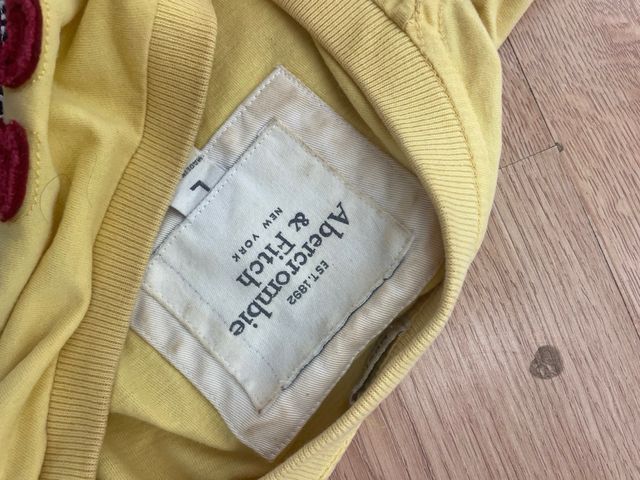 Abercrombie
& Fitch
NEW YORK
EST. 1892
L